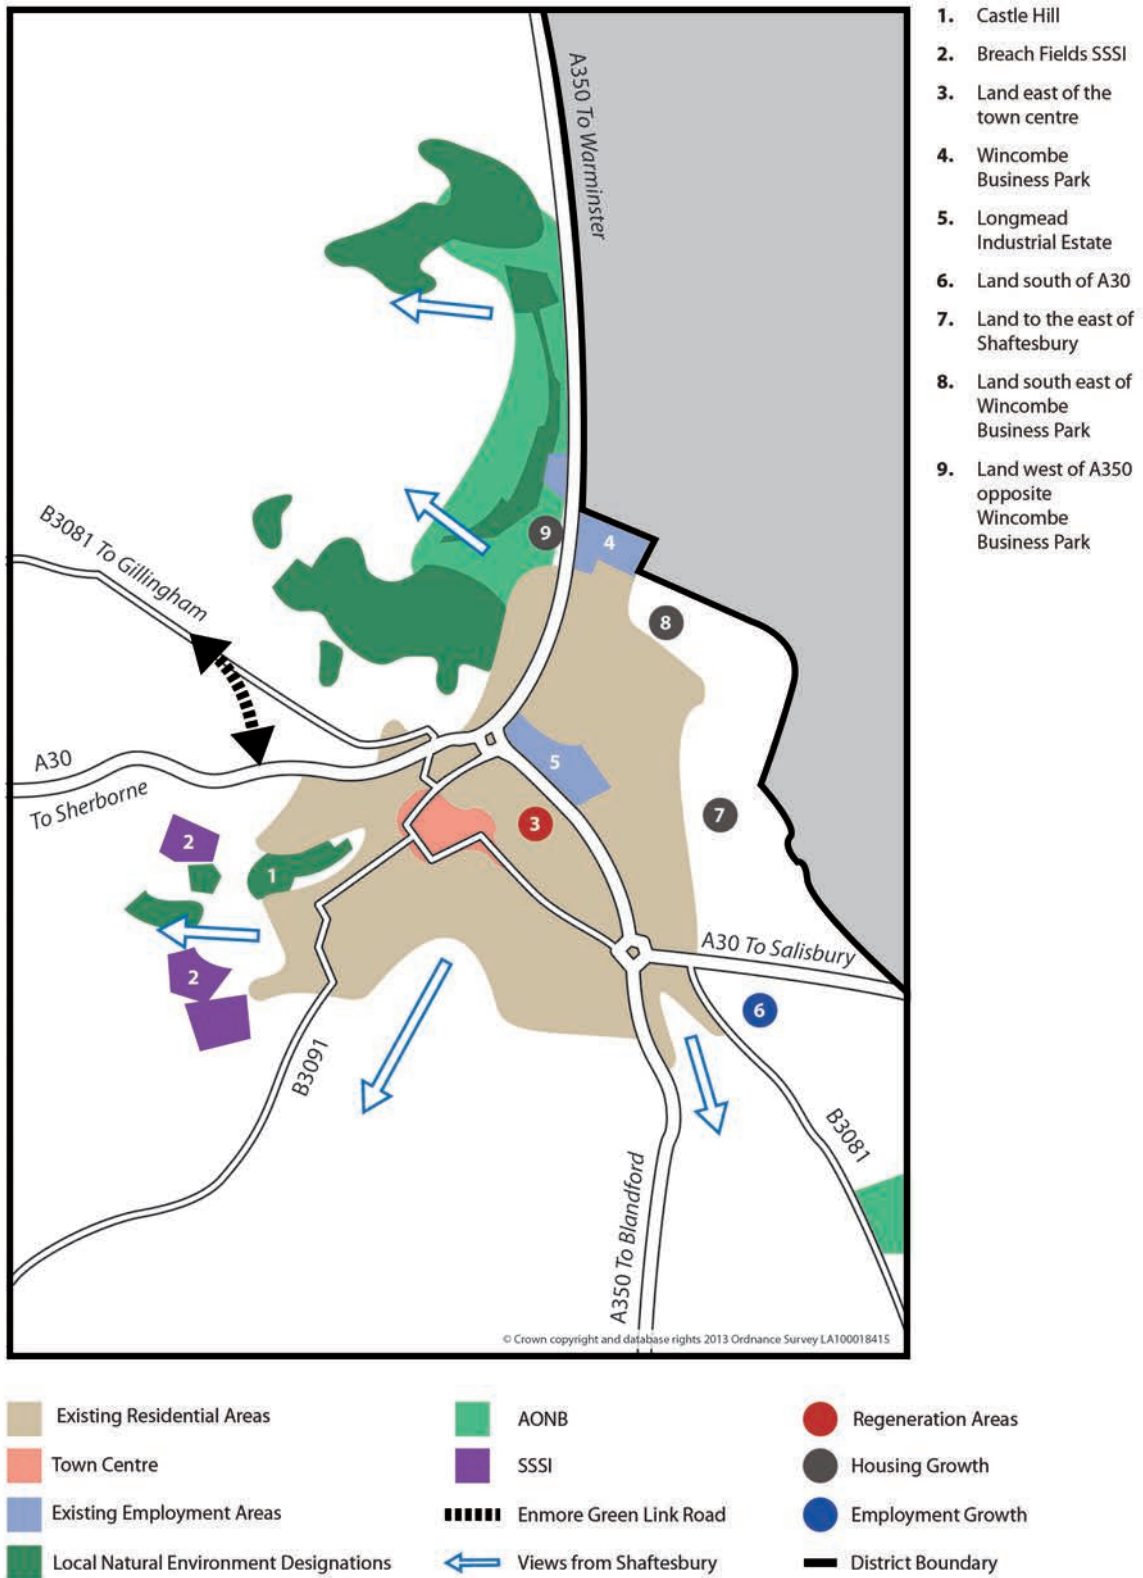 A350 To Warminster
9
4
B3081 To Gillingham
8
A30
5
To Sherborne
3
7
2
1
A30 To Salisbury
2
6
B3091
B3081
A350 To Blandford
© Crown copyright and database rights 2013 Ordnance Survey LA100018415
1. Castle Hill
2. Breach Fields SSSI
3. Land east of the
town centre
4. Wincombe
Business Park
5. Longmead
Industrial Estate
6. Land south of A30
7. Land to the east of
Shaftesbury
8. Land south east of
Wincombe
Business Park
9. Land west of A350
opposite
Wincombe
Business Park
Existing Residential Areas
Town Centre
Existing Employment Areas
Local Natural Environment Designations
AONB
SSSI
Enmore Green Link Road
Views from Shaftesbury
Regeneration Areas
Housing Growth
Employment Growth
District Boundary